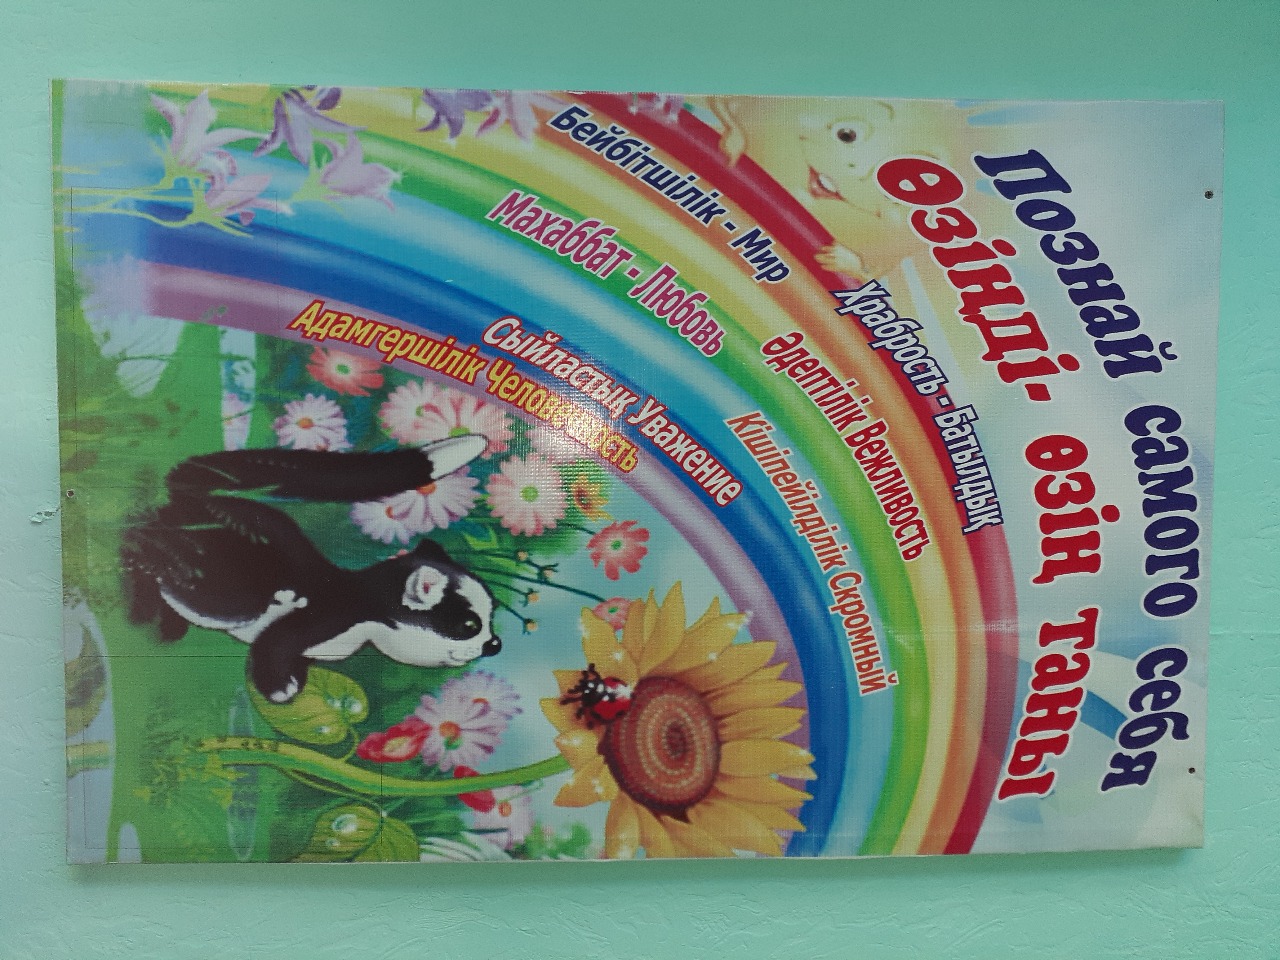 Познай самого себя
Өзіңді- өзің таны
Храбрость - Батылдық
Бейбітшілік - Мир
Әдептілік Вежливость
Махаббат - Любовь
Кішіпейілділік Скромный
Сыйластық Уважение
Адамгершілік Человечность